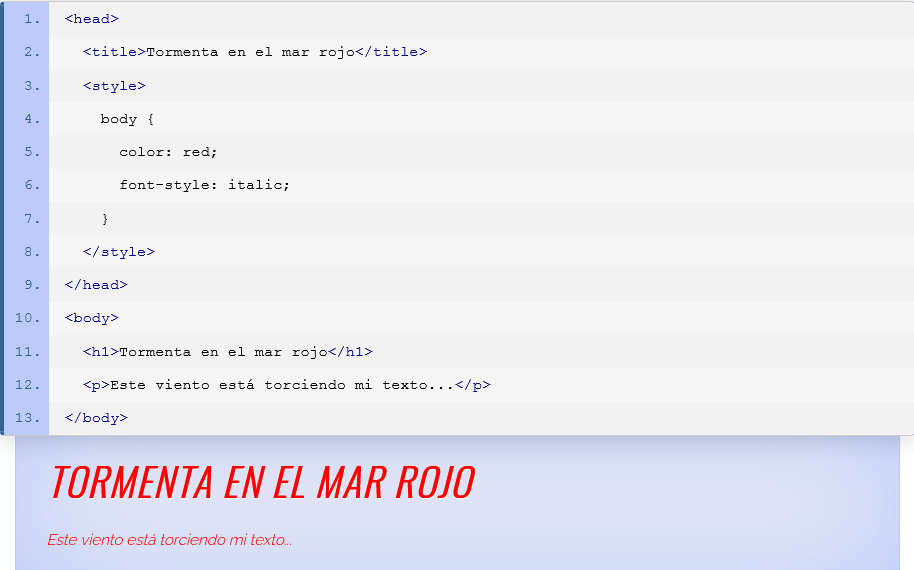 1. <head>
2. <title>Tormenta en el mar rojo</title>
3. <style>
4. body {
5. color: red;
6. font-style: italic;
7. }
8. </style>
9. </head>
10. <body>
11. <h1>Tormenta en el mar rojo</h1>
12. <p>Este viento está torciendo mi texto...</p>
13. </body>
TORMENTA EN EL MAR ROJO
Este viento está torciendo mi texto...